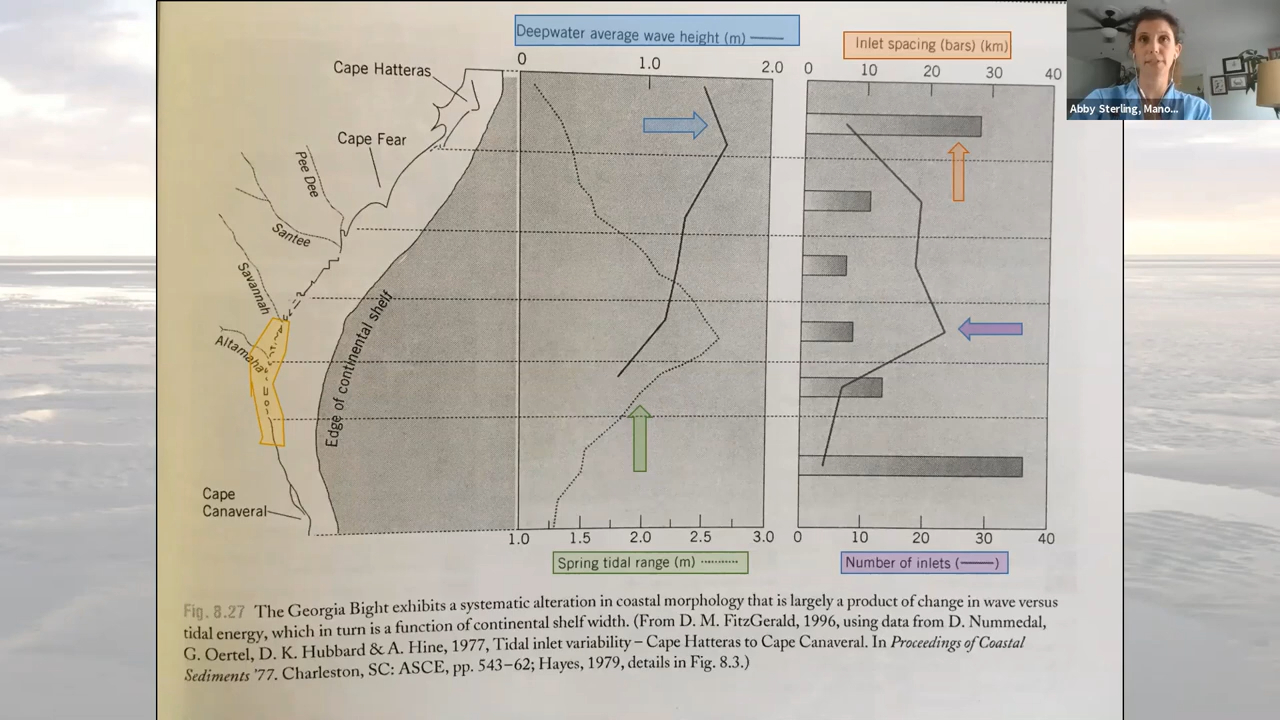 Deepwater average wave height (m)
Inlet spacing (bars) (km)
0 1.0 2.0
0 10 20 30 40
Abby Sterling, Mano...
Cape Hatteras
Cape Fear
Pee Dee
Santee
Savannah
Altamaha
Edge of continental shelf
Cape
Canaveral
1.0 1.5 2.0 2.5 3.0
0 10 20 30 40
Spring tidal range (m)
Number of inlets (—)
Fig. 8.27 The Georgia Bight exhibits a systematic alteration in coastal morphology that is largely a product of change in wave versus
tidal energy, which in turn is a function of continental shelf width. (From D. M. FitzGerald, 1996, using data from D. Nummedal,
G. Oertel, D. K. Hubbard & A. Hine, 1977, Tidal inlet variability – Cape Hatteras to Cape Canaveral. In Proceedings of Coastal
Sediments '77. Charleston, SC: ASCE, pp. 543–62; Hayes, 1979, details in Fig. 8.3.)